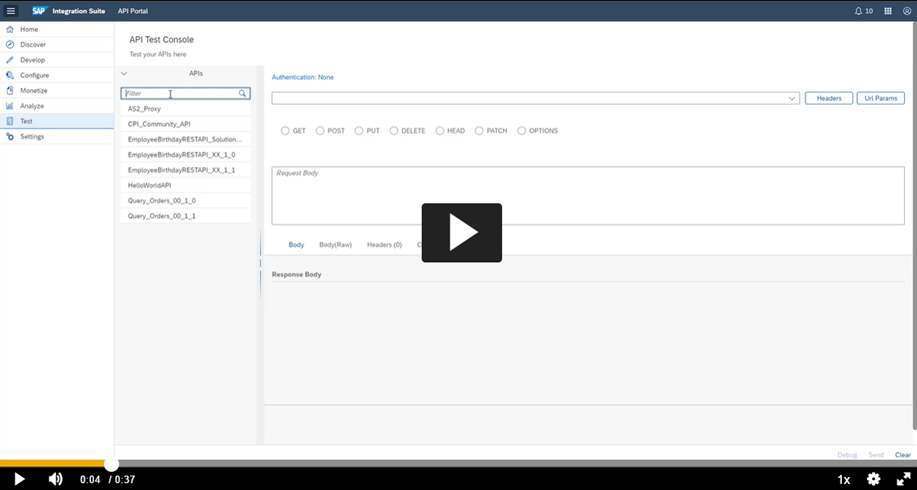 SAP Integration Suite API Portal 10
Home
Discover
Develop
Configure
Monetize
Analyze
Test
Settings
API Test Console
Test your APIs here
APIs
Filter
AS2_Proxy
CPI_Community_API
EmployeeBirthdayRESTAPI_Solution...
EmployeeBirthdayRESTAPI_XX_1_0
EmployeeBirthdayRESTAPI_XX_1_1
HelloWorldAPI
Query_Orders_00_1_0
Query_Orders_00_1_1
Authentication: None
Headers Url Params
GET POST PUT DELETE HEAD PATCH OPTIONS
Request Body
Body Body(Raw) Headers (0)
Response Body
Debug Send Clear
0:04 / 0:37 1x